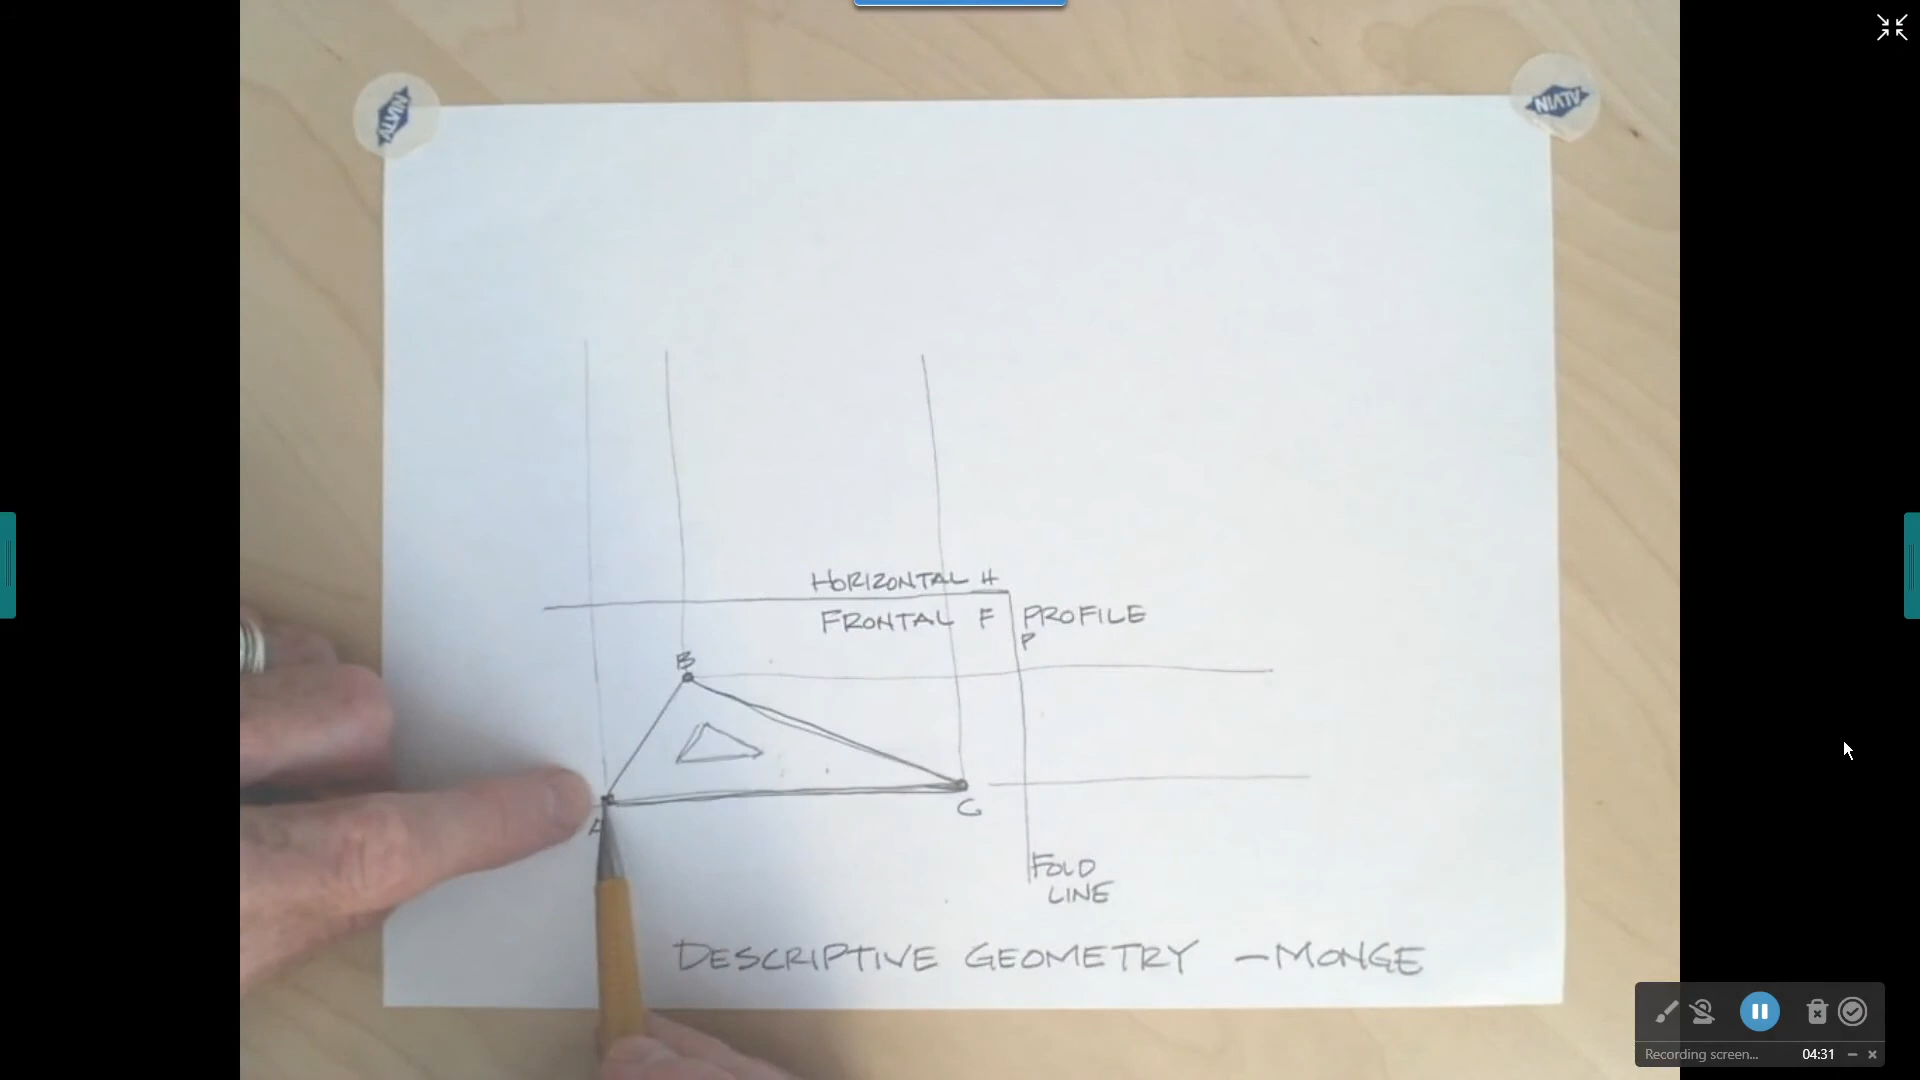 ALVIN
ALVIN
HORIZONTAL H
FRONTAL F
PROFILE
P
B
A
C
FOLD
LINE
DESCRIPTIVE GEOMETRY - MONGE
Recording screen...
04:31